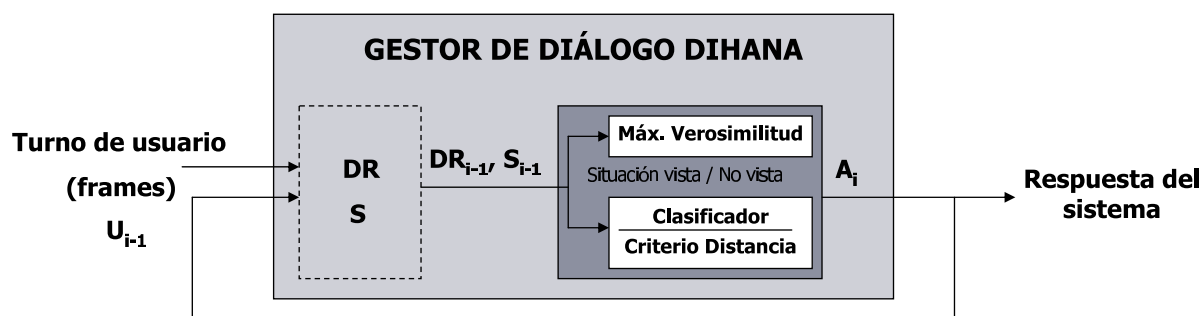 GESTOR DE DIÁLOGO DIHANA
Turno de usuario
(frames)
U i-1
DR
S
DR i-1, S i-1
Máx. Verosimilitud
Situación vista / No vista
Clasificador
Criterio Distancia
A i
Respuesta del
sistema